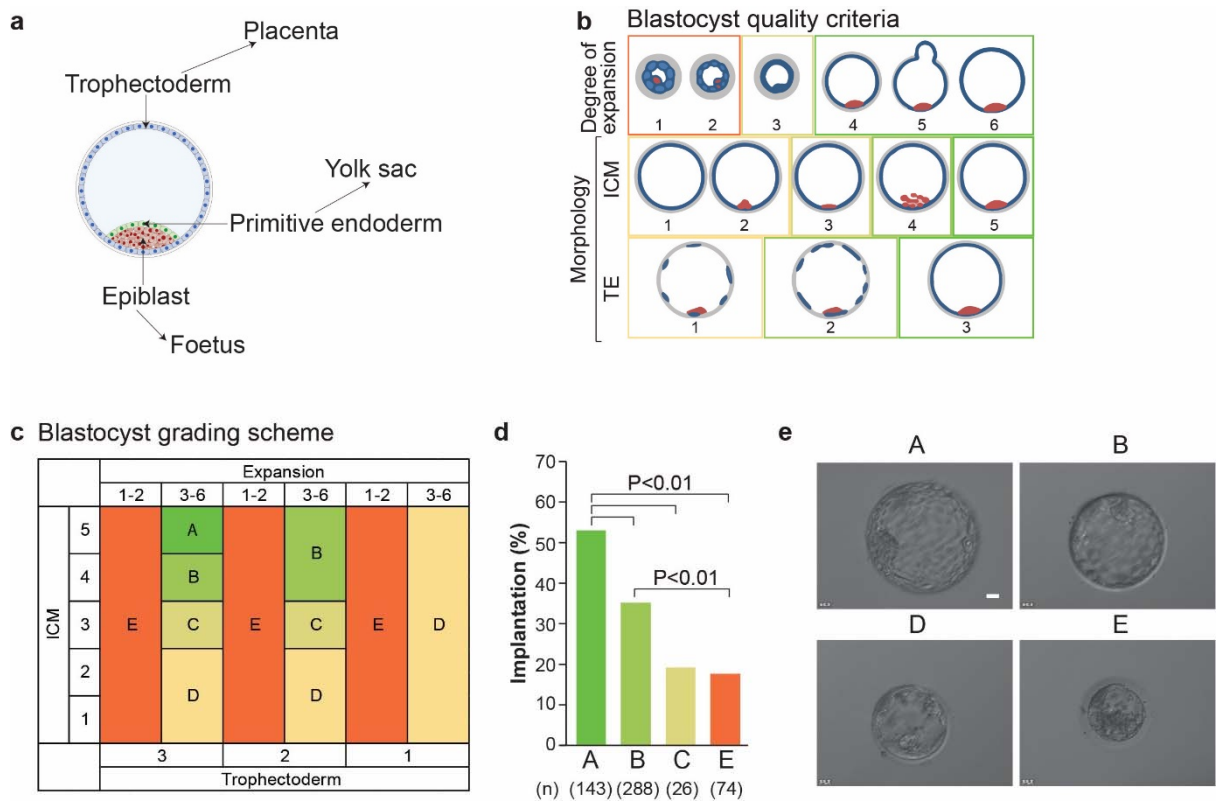 a
Placenta
Trophectoderm
Yolk sac
Primitive endoderm
Epiblast
Foetus
b Blastocyst quality criteria
Degree of
expansion
1 2 3 4 5 6
Morphology
ICM
1 2 3 4 5
TE
1 2 3
c Blastocyst grading scheme
Expansion
1-2 3-6 1-2 3-6 1-2 3-6
ICM
5 A B
4 B
3 E C E C E D
2 D D
1
3 2 1
Trophectoderm
d
Implantation (%)
70
60
50
40
30
20
10
0
P<0.01
P<0.01
A B C E
(n) (143) (288) (26) (74)
e
A B
D E